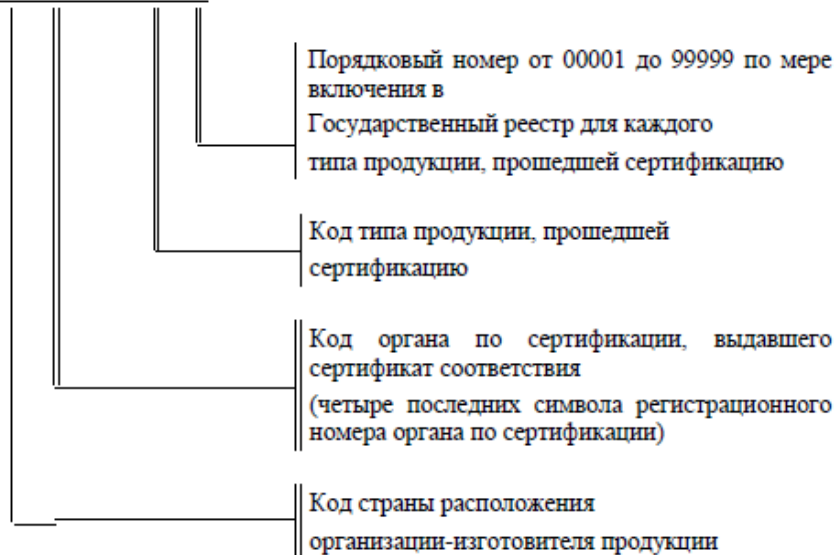 Порядковый номер от 00001 до 99999 по мере
включения в
Государственный реестр для каждого
типа продукции, прошедшей сертификацию
Код типа продукции, прошедшей
сертификацию
Код органа по сертификации, выдавшего
сертификат соответствия
(четыре последних символа регистрационного
номера органа по сертификации)
Код страны расположения
организации-изготовителя продукции